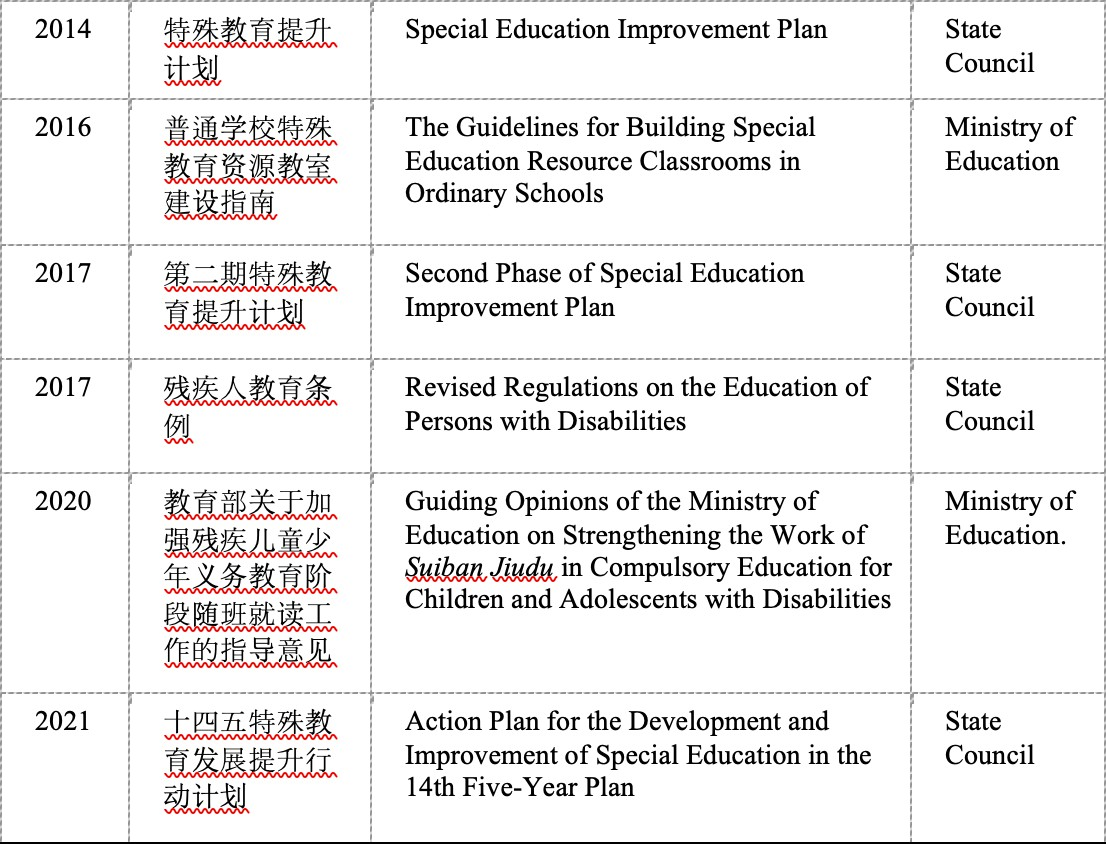 2014
特殊教育提升
计划
Special Education Improvement Plan
State
Council
2016
普通学校特殊
教育资源教室
建设指南
The Guidelines for Building Special
Education Resource Classrooms in
Ordinary Schools
Ministry of
Education
2017
第二期特殊教
育提升计划
Second Phase of Special Education
Improvement Plan
State
Council
2017
残疾人教育条
例
Revised Regulations on the Education of
Persons with Disabilities
State
Council
2020
教育部关于加
强残疾儿童少
年义务教育阶
段随班就读工
作的指导意见
Guiding Opinions of the Ministry of
Education on Strengthening the Work of
Suiban Jiudu in Compulsory Education for
Children and Adolescents with Disabilities
Ministry of
Education.
2021
十四五特殊教
育发展提升行
动计划
Action Plan for the Development and
Improvement of Special Education in the
14th Five-Year Plan
State
Council